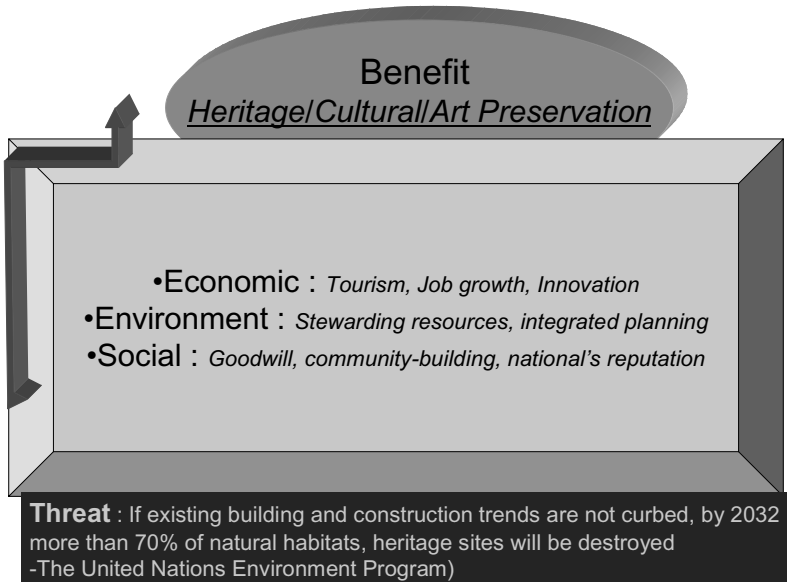 Benefit
Heritage/Cultural/Art Preservation
•Economic : Tourism, Job growth, Innovation
•Environment : Stewarding resources, integrated planning
•Social : Goodwill, community-building, national's reputation
Threat : If existing building and construction trends are not curbed, by 2032
more than 70% of natural habitats, heritage sites will be destroyed
-The United Nations Environment Program)